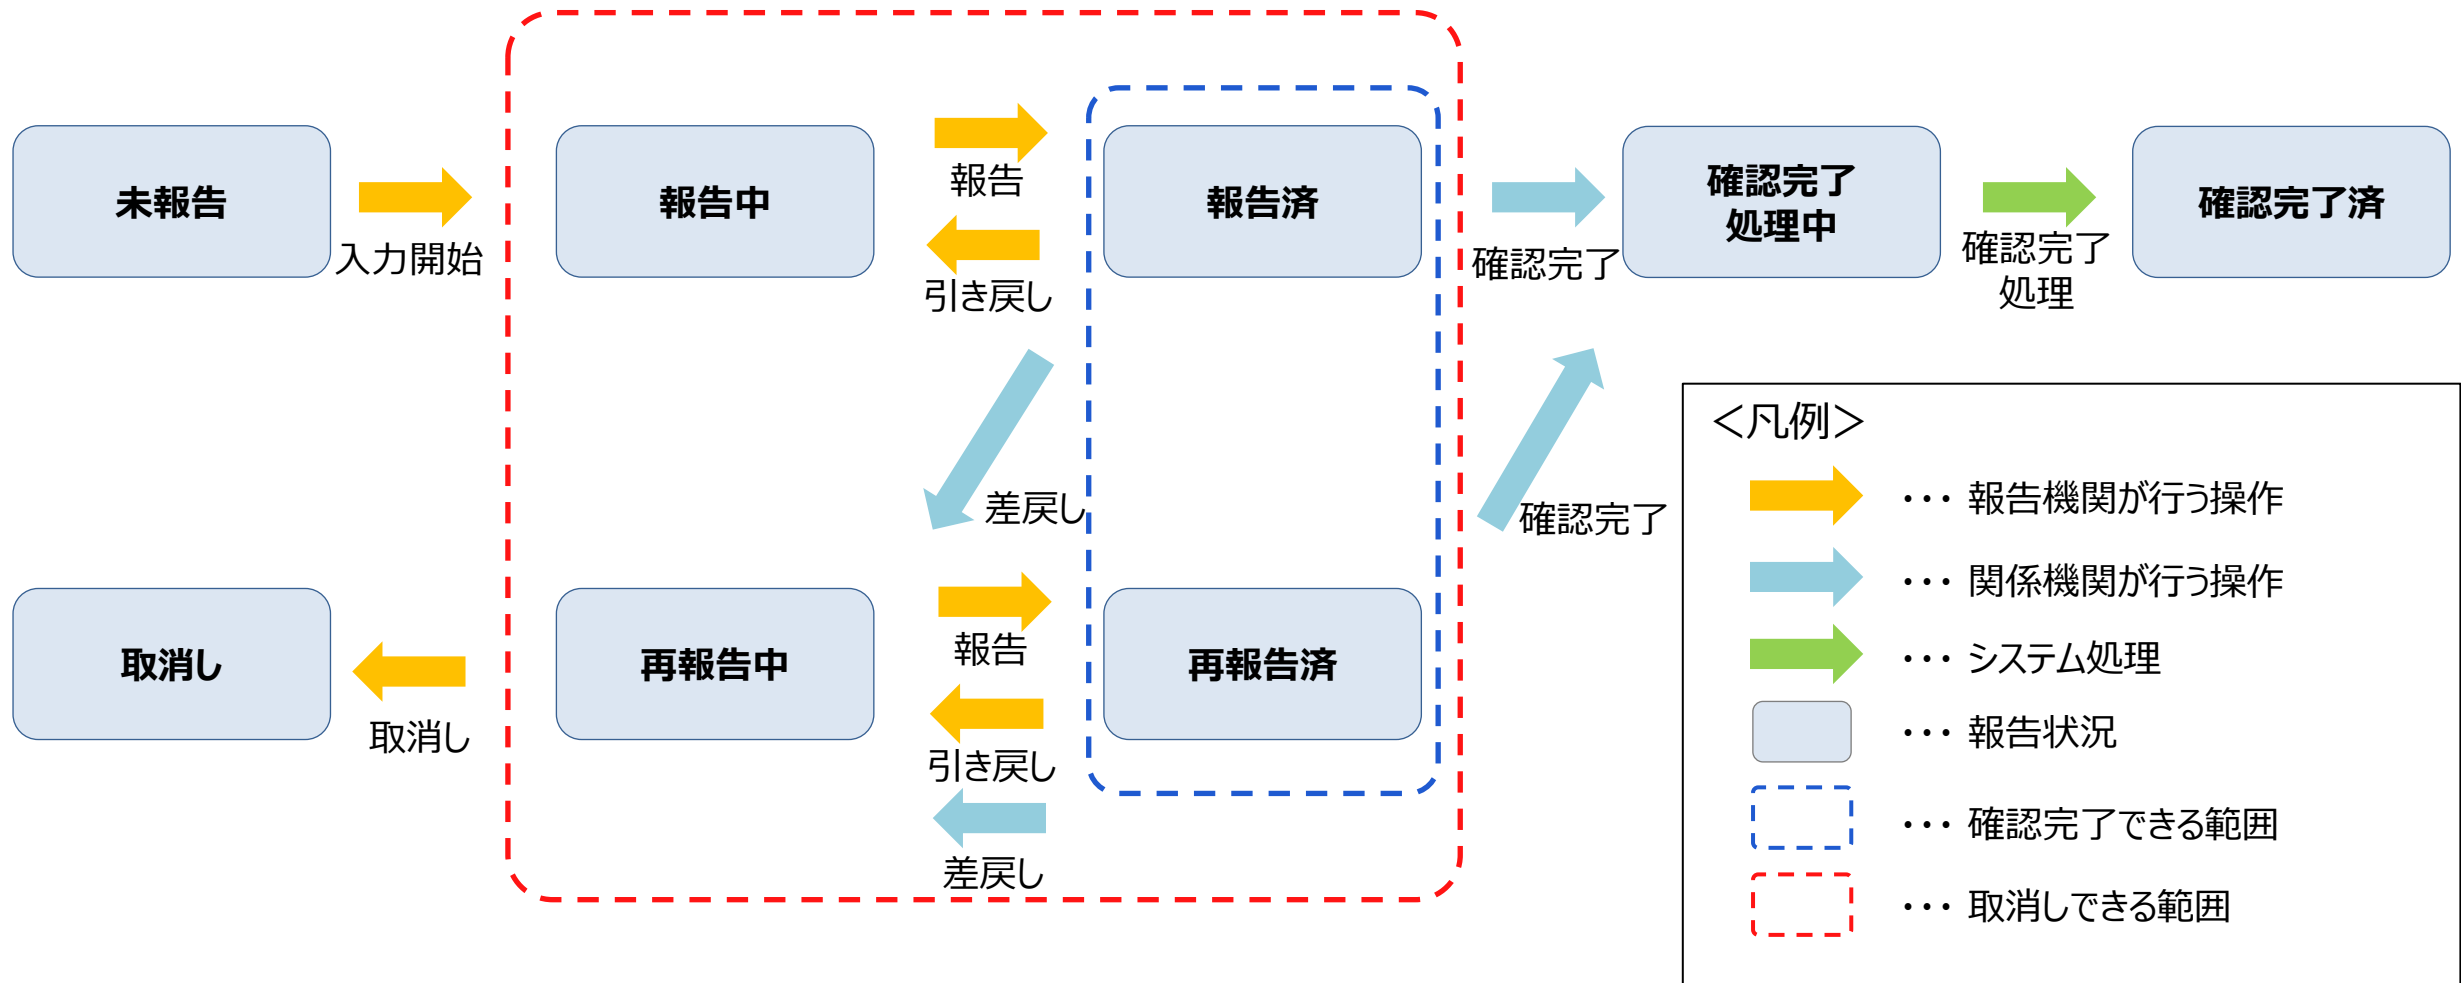 未報告
入力開始
報告中
報告
引き戻し
報告済
確認完了
確認完了
処理中
確認完了
処理
確認完了済
差戻し
確認完了
取消し
取消し
再報告中
報告
引き戻し
差戻し
再報告済
＜凡例＞
・・・ 報告機関が行う操作
・・・ 関係機関が行う操作
・・・ システム処理
・・・ 報告状況
・・・ 確認完了できる範囲
・・・ 取消しできる範囲